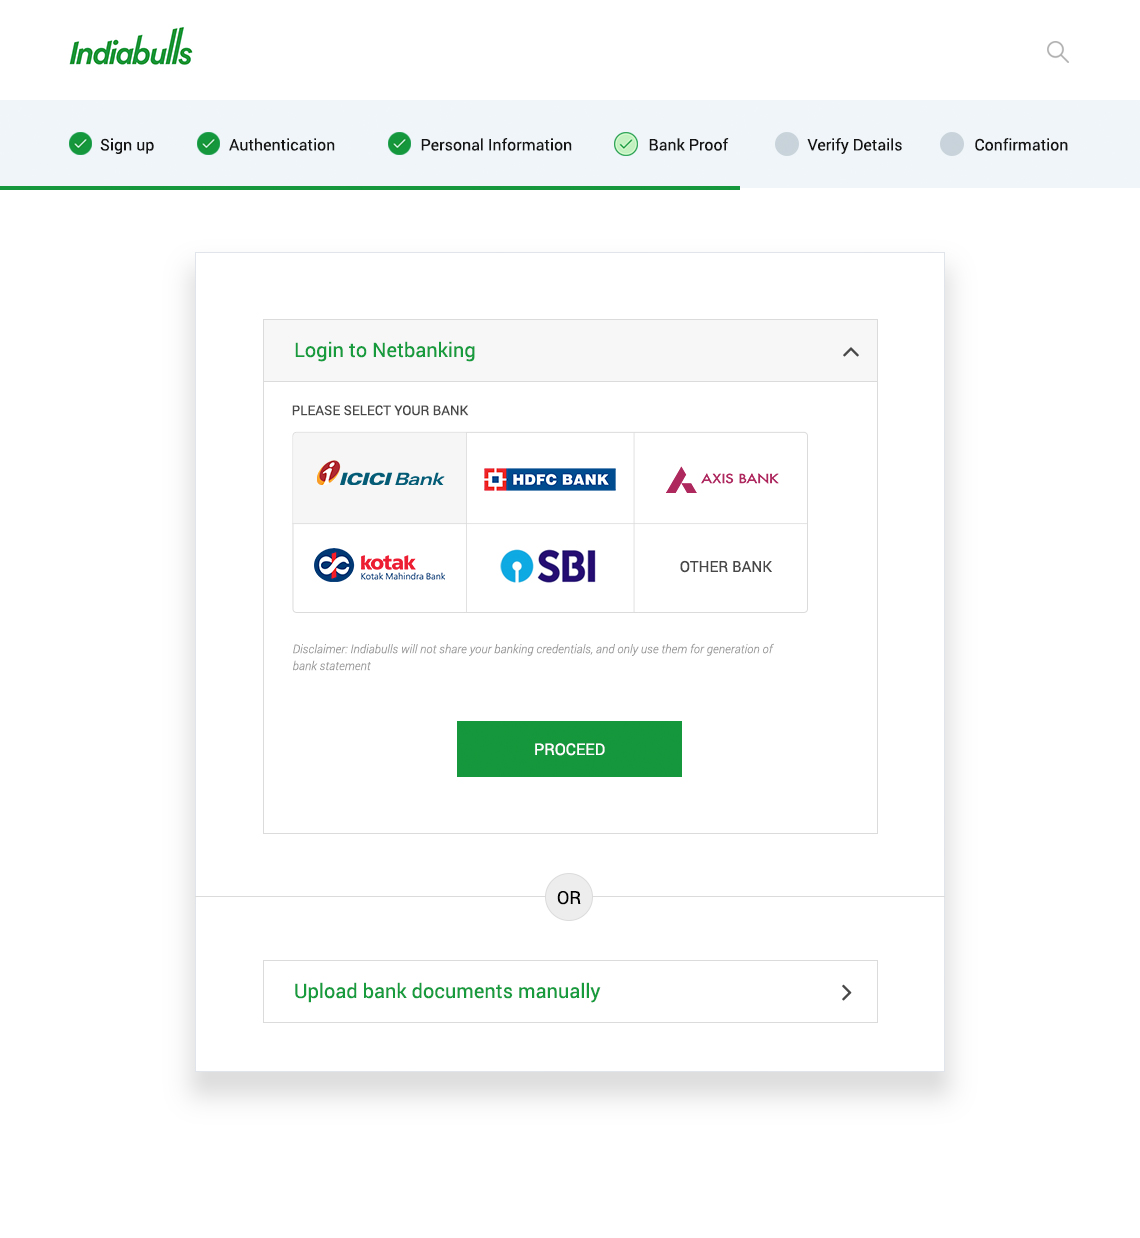 Indiabulls
Sign up
Authentication
Personal Information
Bank Proof
Verify Details
Confirmation
Login to Netbanking
PLEASE SELECT YOUR BANK
ICICI Bank
HDFC BANK
AXIS BANK
kotak
Kotak Mahindra Bank
SBI
OTHER BANK
Disclaimer: Indiabulls will not share your banking credentials, and only use them for generation of
bank statement
PROCEED
OR
Upload bank documents manually